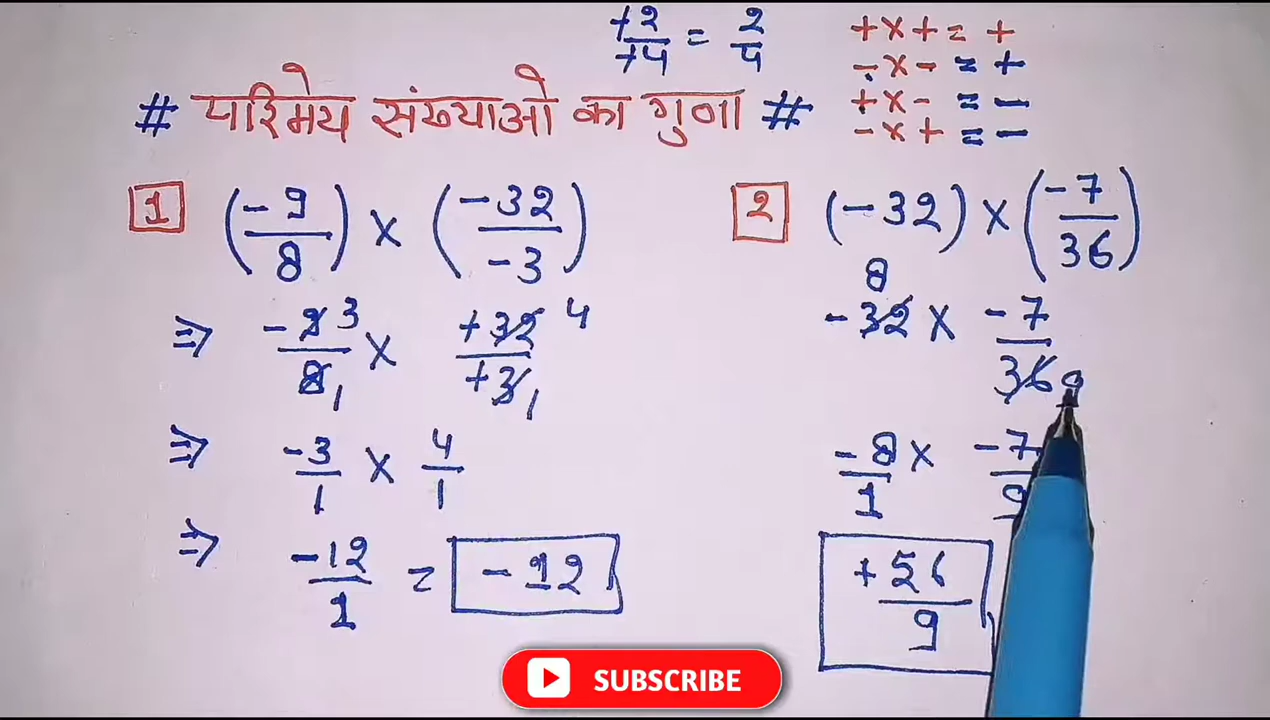 +2/+4 = 2/4
+ x + = +
- x - = +
+ x - = -
- x + = -
# परिमेय संख्याओ का गुणा #
1 (-9/8) x (-32/-3)
⇒ -9/8 3 1 x +32/+3 4 1
⇒ -3/1 x 4/1
⇒ -12/1 = -12
2 (-32) x (-7/36)
8
-32 x -7/36 9
-8/1 x -7/9
+56/9
SUBSCRIBE